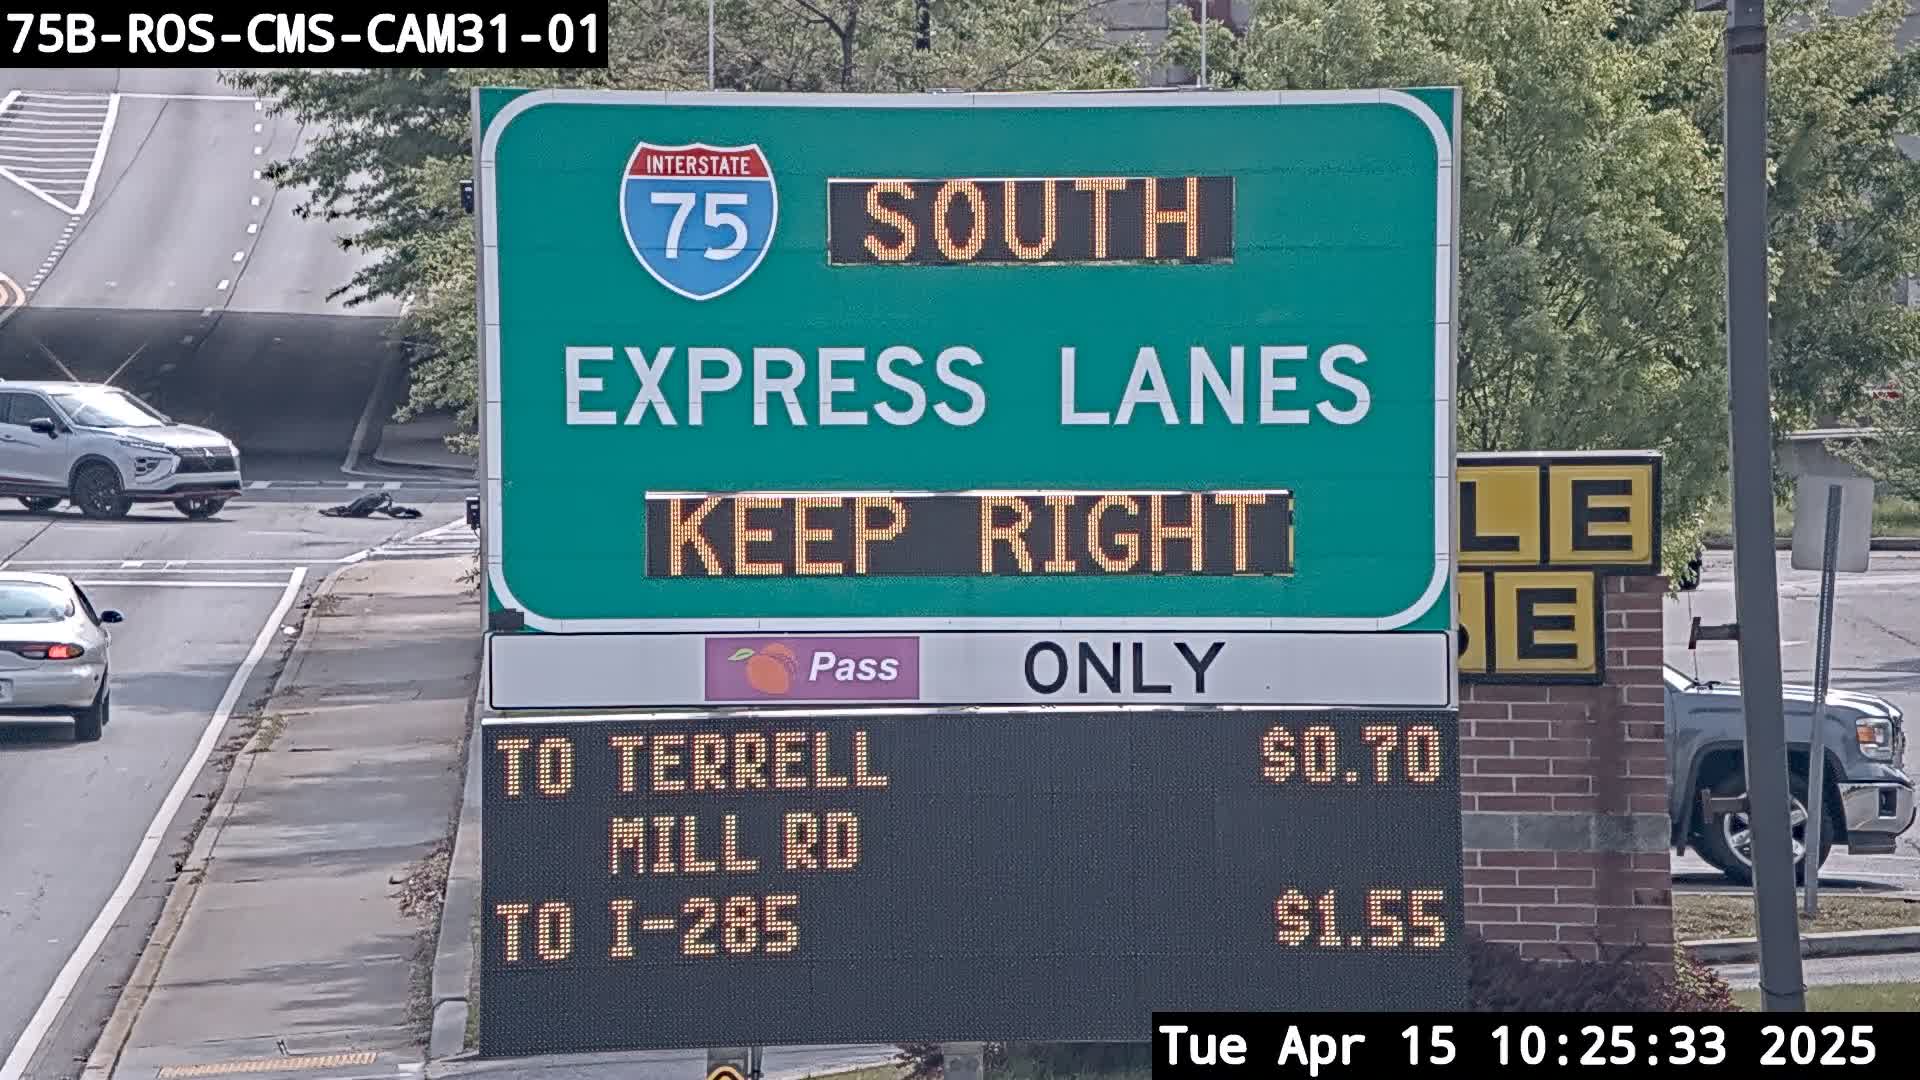 75B-ROS-CMS-CAM31-01
INTERSTATE
75
SOUTH
EXPRESS LANES
KEEP RIGHT
LE
E
Pass ONLY
TO TERRELL $0.70
MILL RD
TO I-285 $1.55
Tue Apr 15 10:25:33 2025